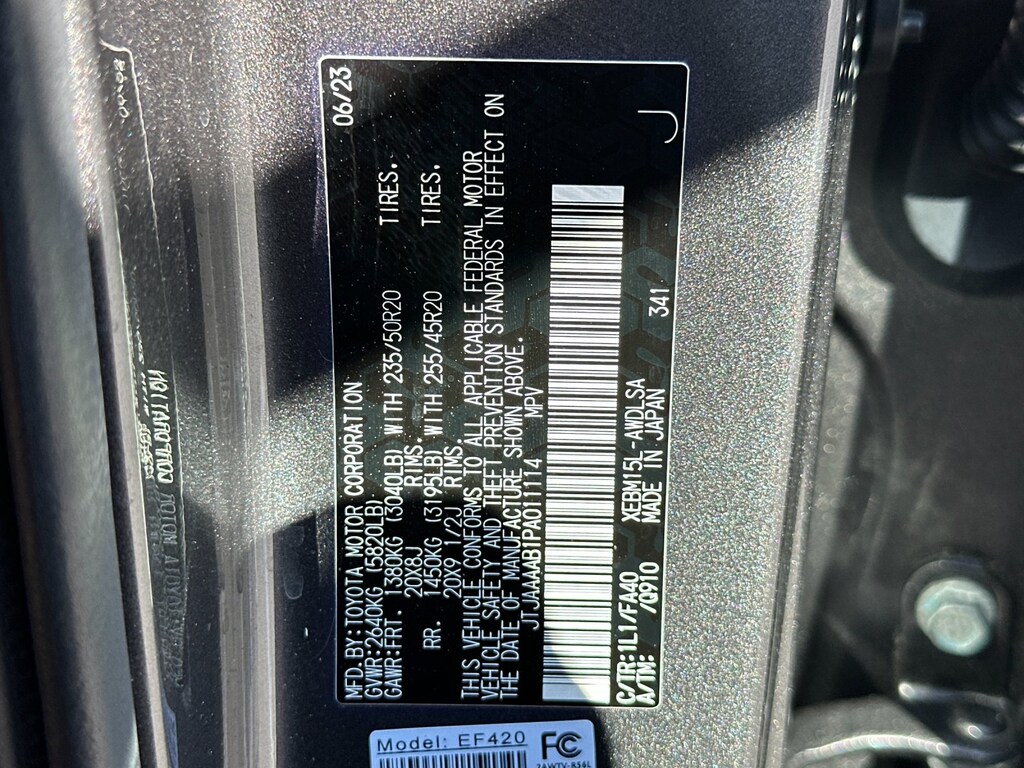 MFD.BY:TOYOTA MOTOR CORPORATION 06/23
GVWR:2640KG (5820LB)
GAWR:FRT. 1380KG (3040LB) WITH 235/50R20 TIRES.
20X8J RIMS.
RR. 1450KG (3195LB) WITH 255/45R20 TIRES.
20X9 1/2J RIMS.
THIS VEHICLE CONFORMS TO ALL APPLICABLE FEDERAL MOTOR
VEHICLE SAFETY AND THEFT PREVENTION STANDARDS IN EFFECT ON
THE DATE OF MANUFACTURE SHOWN ABOVE.
JTJAAAAB1PA011114 MPV
C/TR:1L1/FA40 XEBM15L-AWDLSA 341
A/TM: /0910 MADE IN JAPAN J
Model: EF420
FC